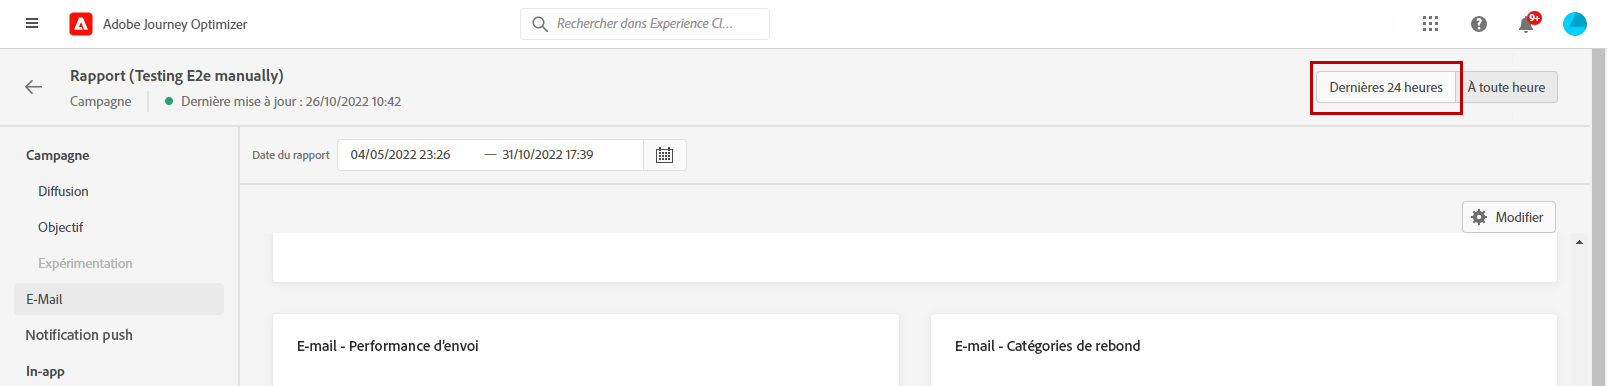 Adobe Journey Optimizer
Rechercher dans Experience Cl...
9+
Rapport (Testing E2e manually)
Campagne
Dernière mise à jour : 26/10/2022 10:42
Dernières 24 heures
À toute heure
Campagne
Diffusion
Objectif
Expérimentation
E-Mail
Notification push
In-app
Date du rapport
04/05/2022 23:26 — 31/10/2022 17:39
Modifier
E-mail - Performance d'envoi
E-mail - Catégories de rebond